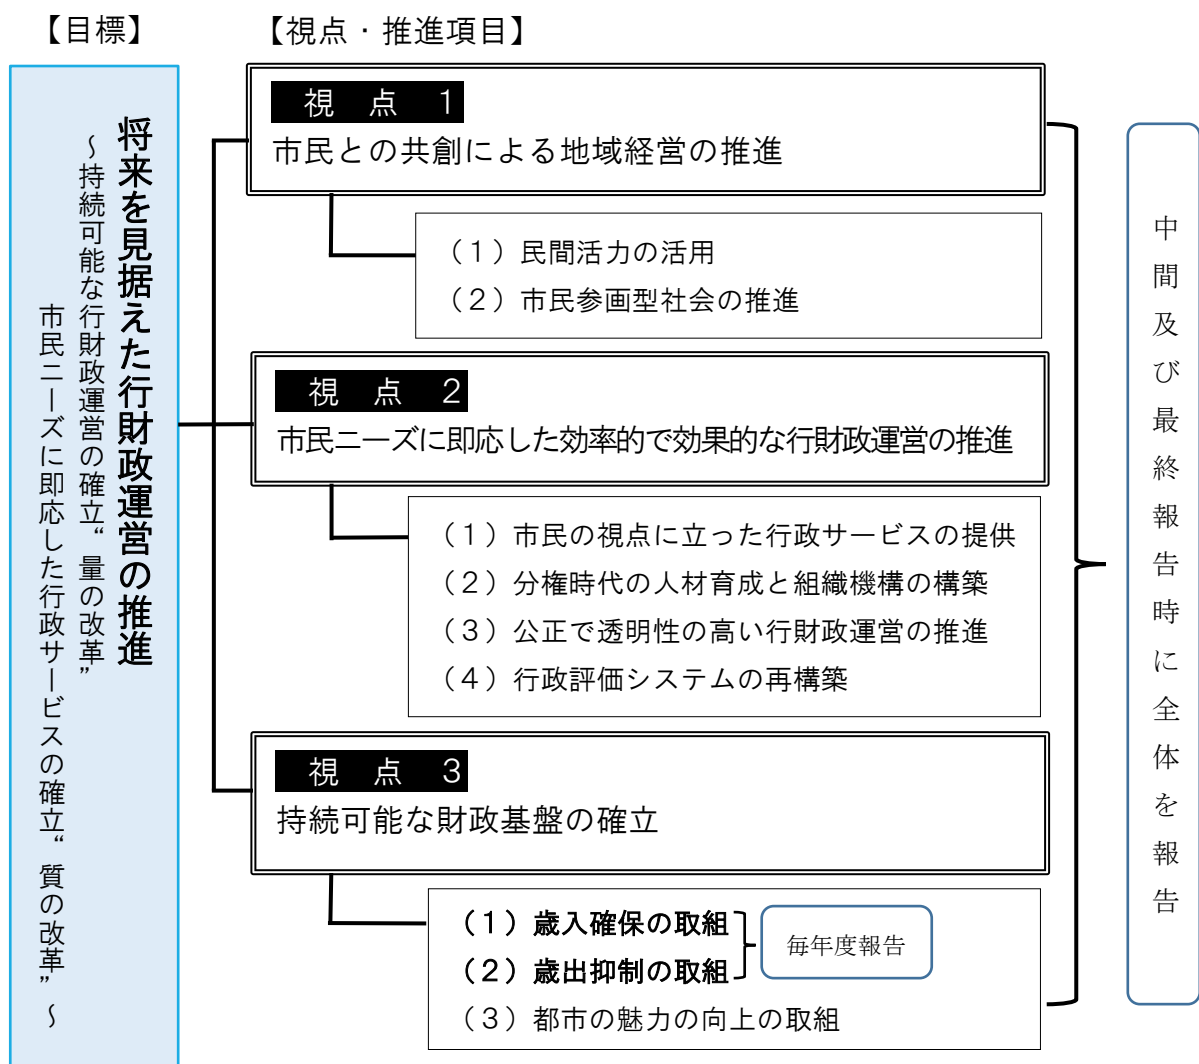 【目標】
【視点・推進項目】
将来を見据えた行財政運営の推進
～持続可能な行財政運営の確立“量の改革”
市民ニーズに即応した行政サービスの確立“質の改革”～
視　点　１
市民との共創による地域経営の推進
（１）民間活力の活用
（２）市民参画型社会の推進
視　点　２
市民ニーズに即応した効率的で効果的な行財政運営の推進
（１）市民の視点に立った行政サービスの提供
（２）分権時代の人材育成と組織機構の構築
（３）公正で透明性の高い行財政運営の推進
（４）行政評価システムの再構築
視　点　３
持続可能な財政基盤の確立
（１）歳入確保の取組
（２）歳出抑制の取組
毎年度報告
（３）都市の魅力の向上の取組
中間及び最終報告時に全体を報告